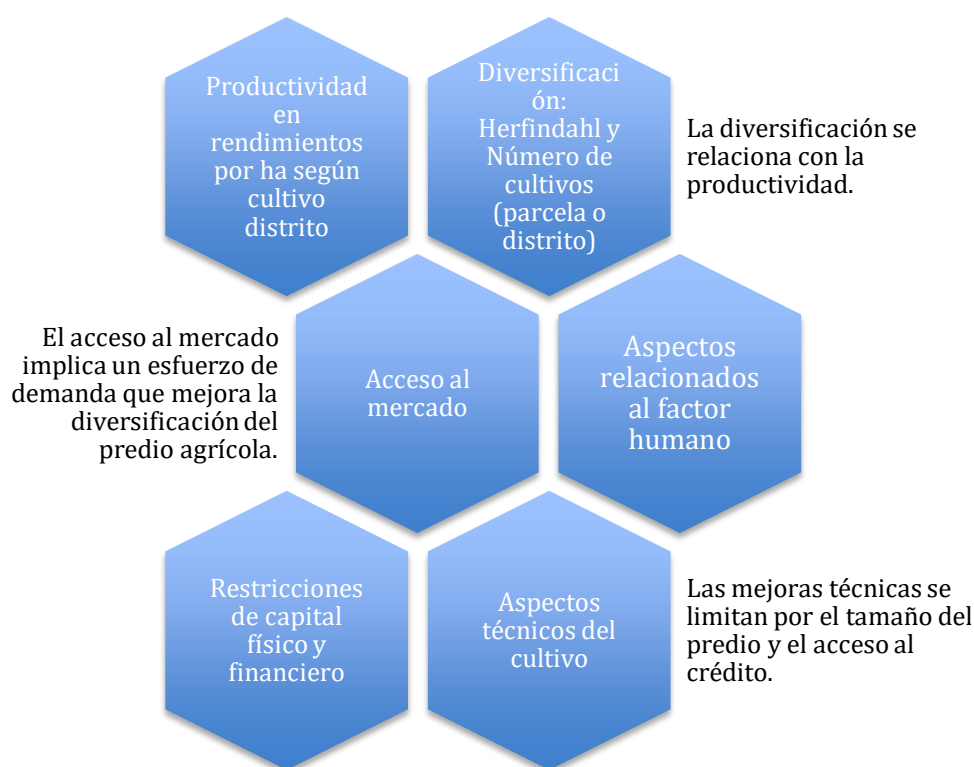 Productividad
en
rendimientos
por ha según
cultivo
distrito
Diversificaci
ón:
Herfindahl y
Número de
cultivos
(parcela o
distrito)
La diversificación se
relaciona con la
productividad.
El acceso al mercado
implica un esfuerzo de
demanda que mejora la
diversificación del
predio agrícola.
Acceso al
mercado
Aspectos
relacionados
al factor
humano
Restricciones
de capital
físico y
financiero
Aspectos
técnicos del
cultivo
Las mejoras técnicas se
limitan por el tamaño del
predio y el acceso al
crédito.